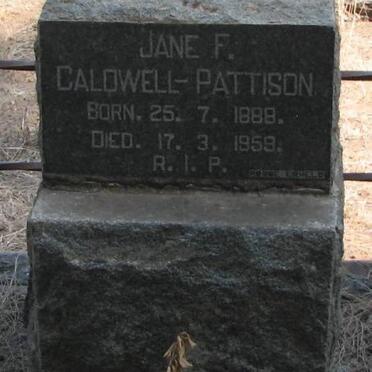 JANE F.
CALDWELL-PATTISON
BORN. 25. 7. 1888.
DIED. 17. 3. 1959.
R. I. P.